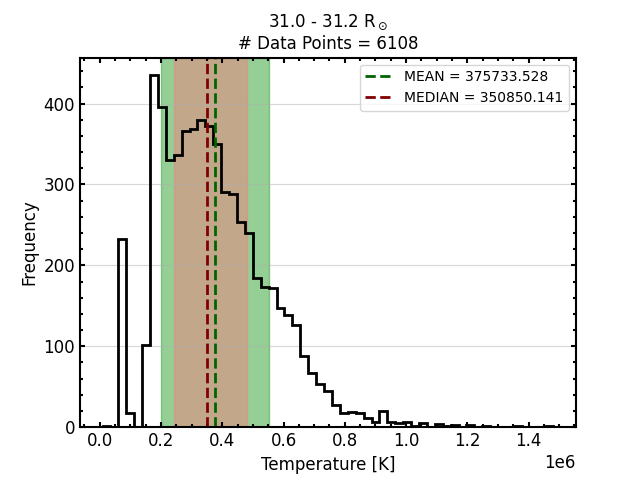 31.0 - 31.2 R⊙
# Data Points = 6108
MEAN = 375733.528
MEDIAN = 350850.141
Frequency
400
300
200
100
0
0.0 0.2 0.4 0.6 0.8 1.0 1.2 1.4
1e6
Temperature [K]